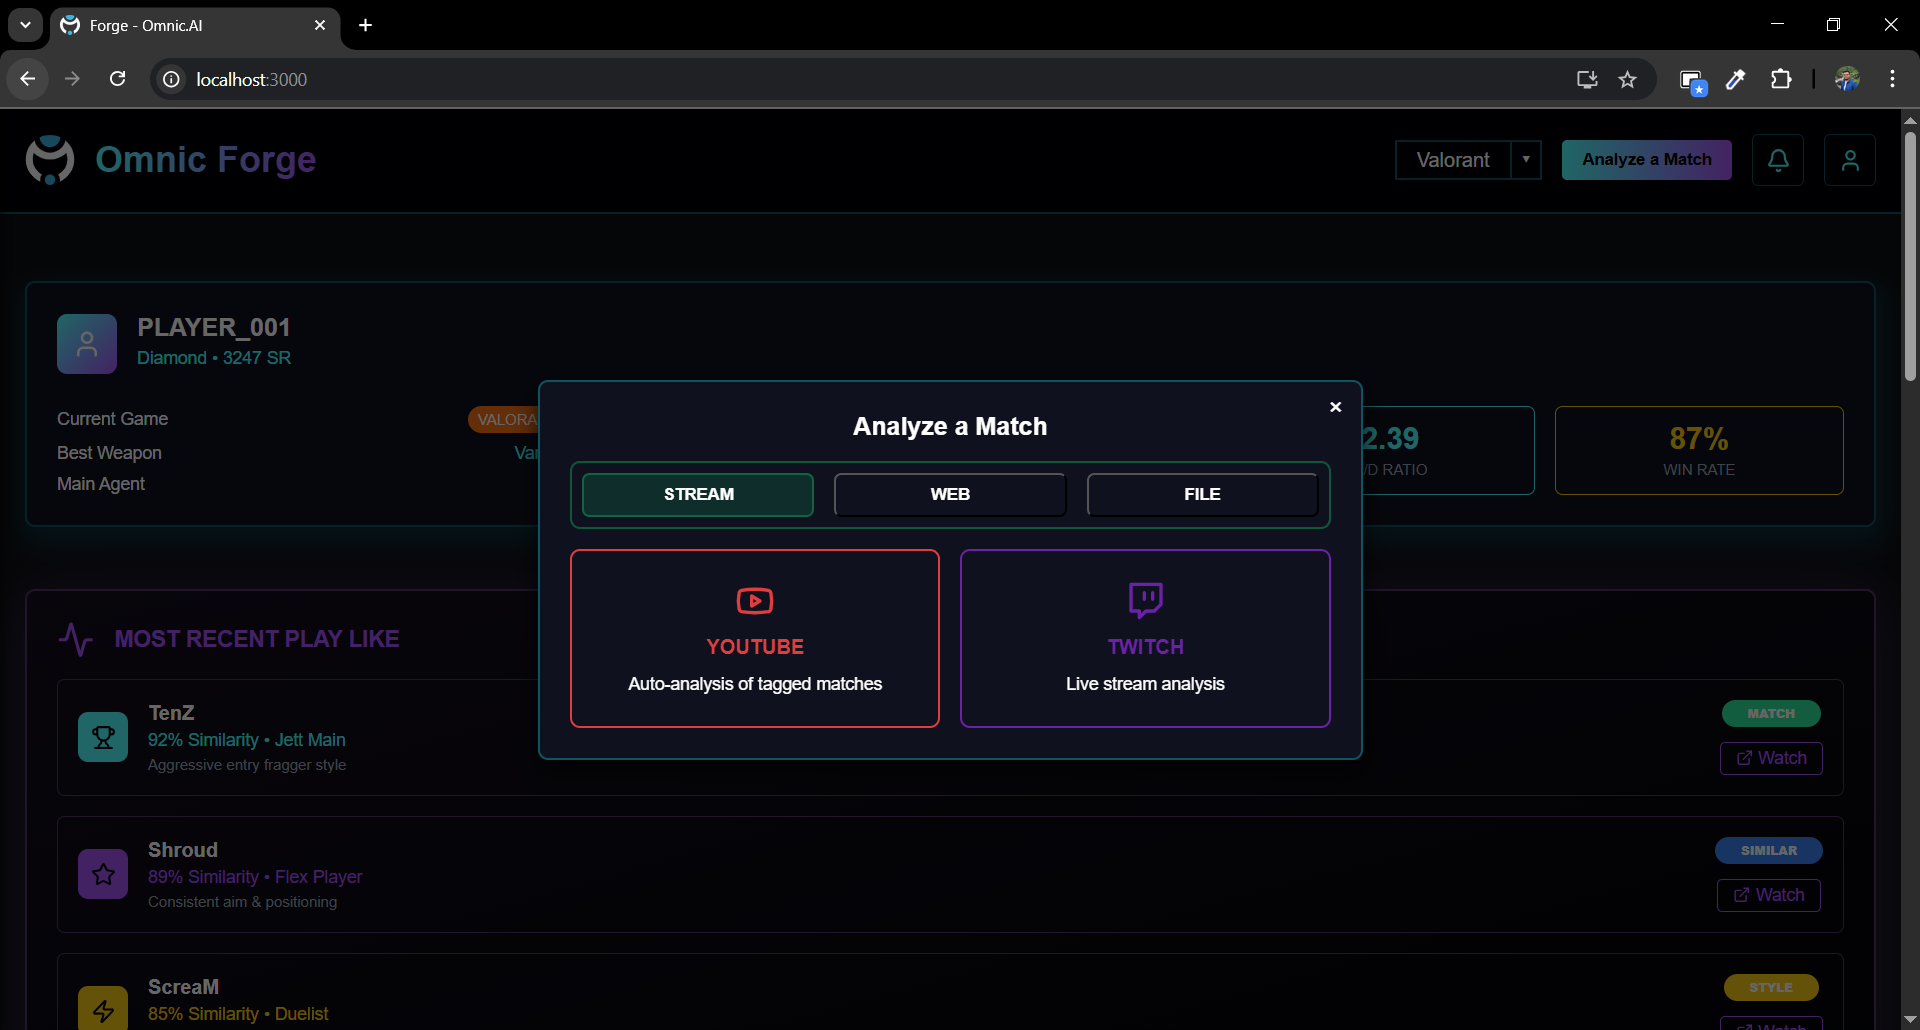 Forge - Omnic.AI
localhost:3000
Omnic Forge
Valorant
Analyze a Match
PLAYER_001
Diamond • 3247 SR
Current Game
VALORA
Best Weapon
Van
Main Agent
2.39
/D RATIO
87%
WIN RATE
Analyze a Match
STREAM
WEB
FILE
YOUTUBE
Auto-analysis of tagged matches
TWITCH
Live stream analysis
MOST RECENT PLAY LIKE
TenZ
92% Similarity • Jett Main
Aggressive entry fragger style
MATCH
Watch
Shroud
89% Similarity • Flex Player
Consistent aim & positioning
SIMILAR
Watch
ScreaM
85% Similarity • Duelist
STYLE
Watch